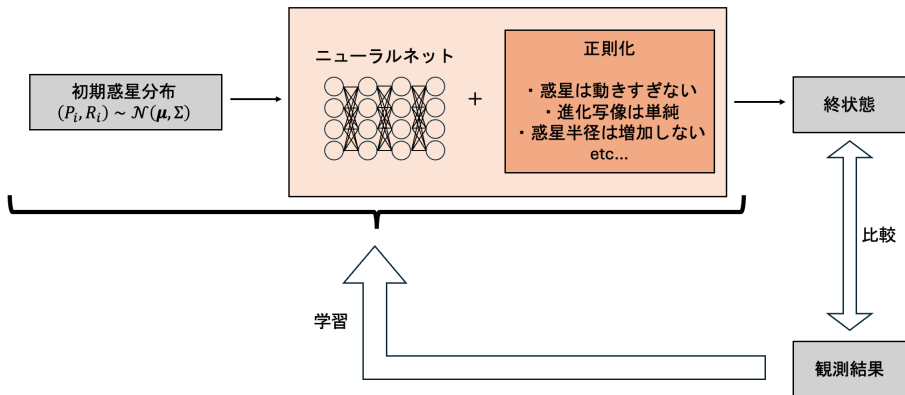 初期惑星分布
(P_i, R_i) ~ 𝒩(μ, Σ)
ニューラルネット
+
正則化
・惑星は動きすぎない
・進化写像は単純
・惑星半径は増加しない
etc...
終状態
比較
学習
観測結果